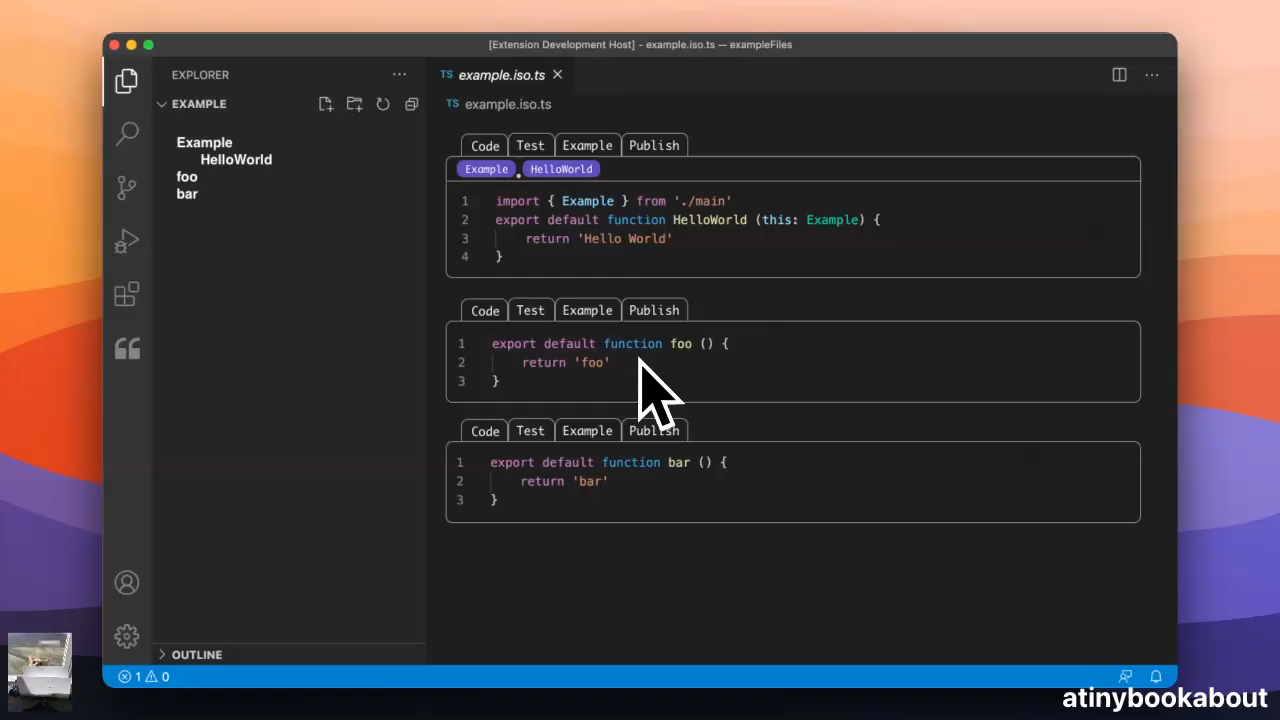 [Extension Development Host] - example.iso.ts — exampleFiles
EXPLORER
EXAMPLE
Example
HelloWorld
foo
bar
OUTLINE
TS example.iso.ts
TS example.iso.ts
Code Test Example Publish
Example . HelloWorld
1 import { Example } from './main'
2 export default function HelloWorld (this: Example) {
3 return 'Hello World'
4 }
Code Test Example Publish
1 export default function foo () {
2 return 'foo'
3 }
Code Test Example Publish
1 export default function bar () {
2 return 'bar'
3 }
1 0
atinybookabout